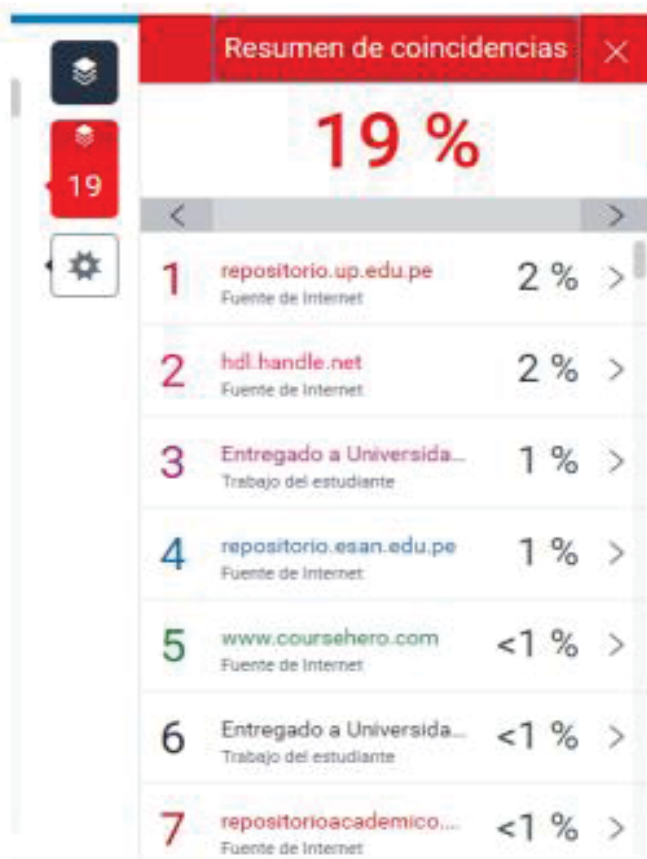 Resumen de coincidencias
19 %
19
1 repositorio.up.edu.pe 2 %
Fuente de Internet
2 hdl.handle.net 2 %
Fuente de Internet
3 Entregado a Universida... 1 %
Trabajo del estudiante
4 repositorio.esan.edu.pe 1 %
Fuente de Internet
5 www.coursehero.com <1 %
Fuente de Internet
6 Entregado a Universida... <1 %
Trabajo del estudiante
7 repositorioacademico.... <1 %
Fuente de Internet